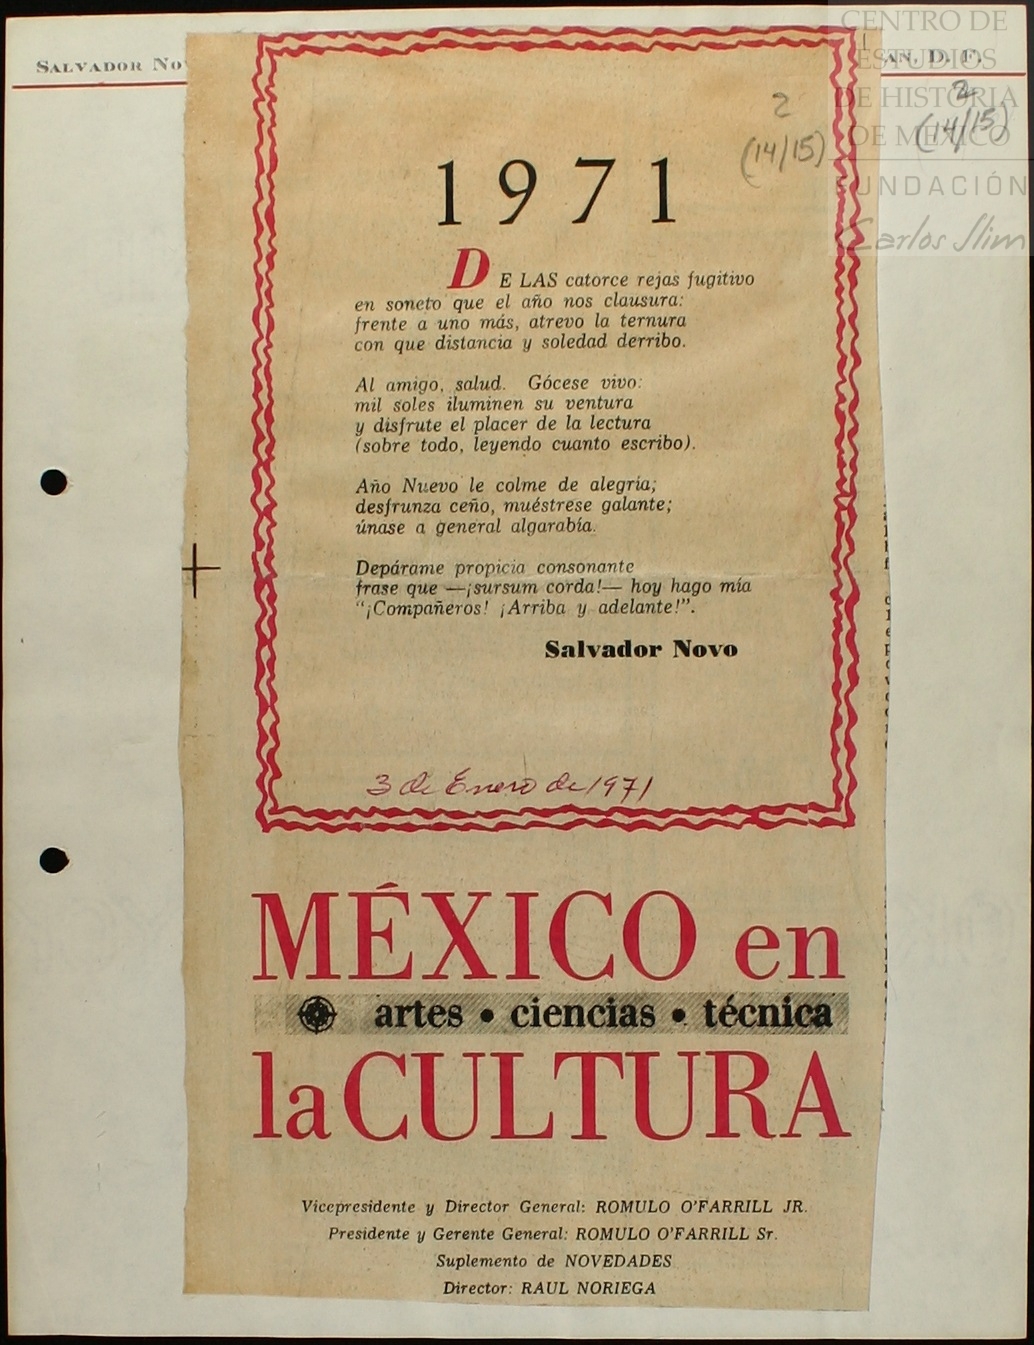 CENTRO DE
ESTUDIOS
DE HISTORIA
DE MÉXICO
FUNDACIÓN
Carlos Slim
SALVADOR NOV
AN, D. F.
2
(14/15)
2
(14/15)
1971
DE LAS catorce rejas fugitivo
en soneto que el año nos clausura:
frente a uno más, atrevo la ternura
con que distancia y soledad derribo.
Al amigo, salud. Gócese vivo:
mil soles iluminen su ventura
y disfrute el placer de la lectura
(sobre todo, leyendo cuanto escribo).
Año Nuevo le colme de alegría;
desfrunza ceño, muéstrese galante;
únase a general algarabía.
Depárame propicia consonante
frase que —¡sursum corda!— hoy hago mía
"¡Compañeros! ¡Arriba y adelante!".
Salvador Novo
3 de Enero de 1971
MÉXICO en
artes • ciencias • técnica
la CULTURA
Vicepresidente y Director General: ROMULO O'FARRILL JR.
Presidente y Gerente General: ROMULO O'FARRILL Sr.
Suplemento de NOVEDADES
Director: RAUL NORIEGA